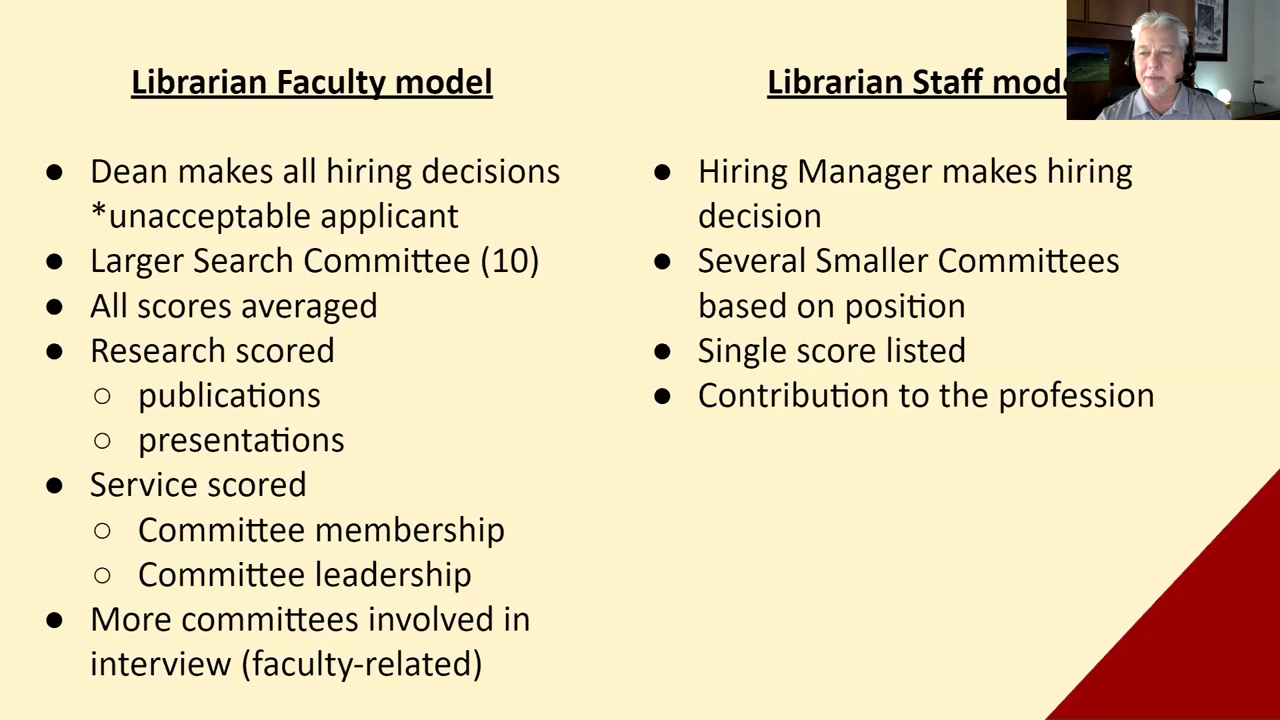 Librarian Faculty model
● Dean makes all hiring decisions
*unacceptable applicant
● Larger Search Committee (10)
● All scores averaged
● Research scored
○ publications
○ presentations
● Service scored
○ Committee membership
○ Committee leadership
● More committees involved in
interview (faculty-related)
Librarian Staff
● Hiring Manager makes hiring
decision
● Several Smaller Committees
based on position
● Single score listed
● Contribution to the profession